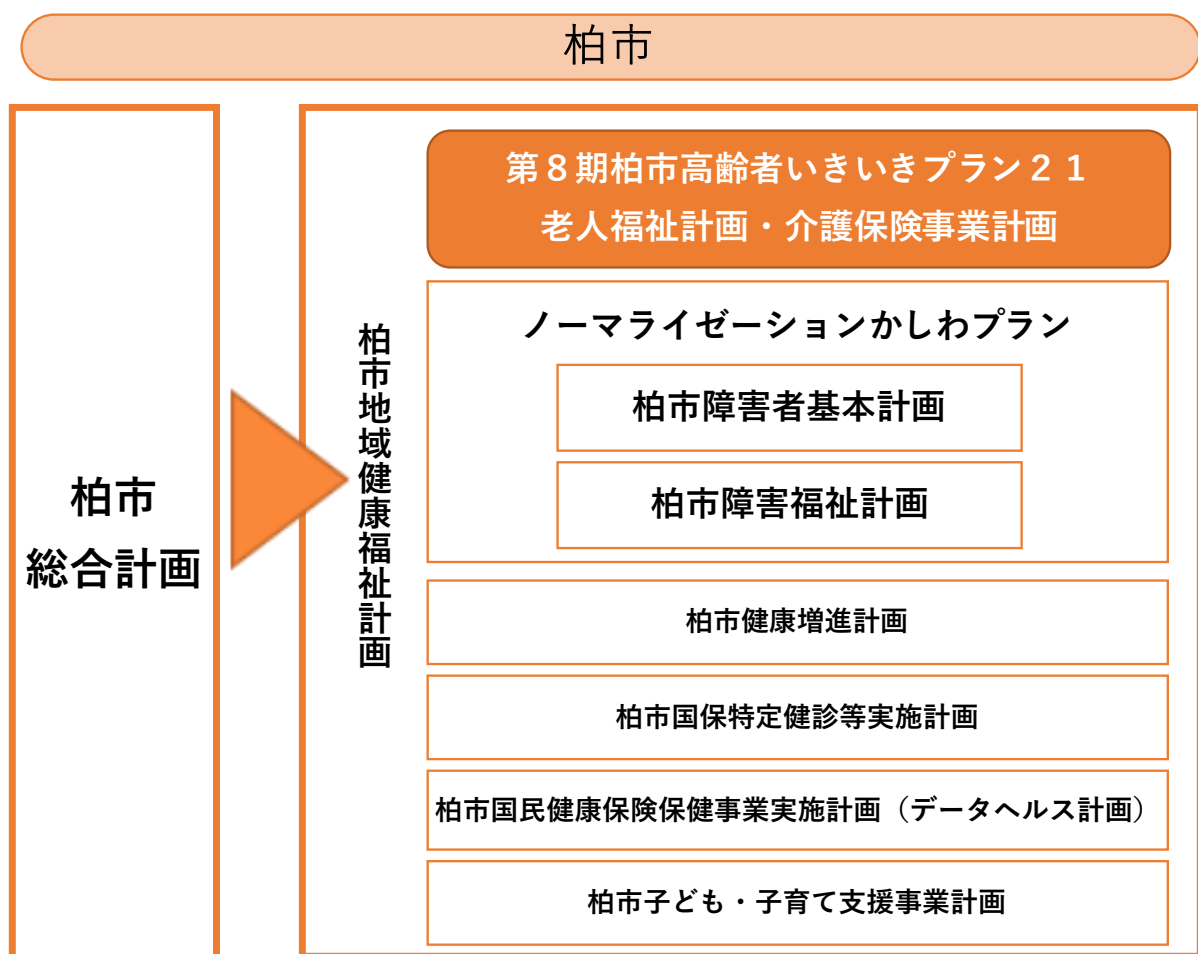 柏市
柏市
総合計画
柏市地域健康福祉計画
第８期柏市高齢者いきいきプラン２１
老人福祉計画・介護保険事業計画
ノーマライゼーションかしわプラン
柏市障害者基本計画
柏市障害福祉計画
柏市健康増進計画
柏市国保特定健診等実施計画
柏市国民健康保険保健事業実施計画（データヘルス計画）
柏市子ども・子育て支援事業計画